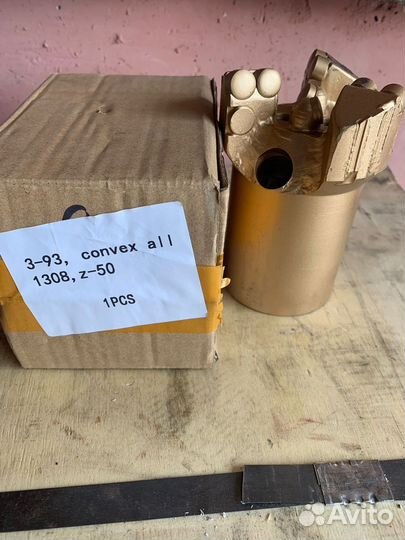 3-93, convex all
1308,z-50
1PCS
Avito